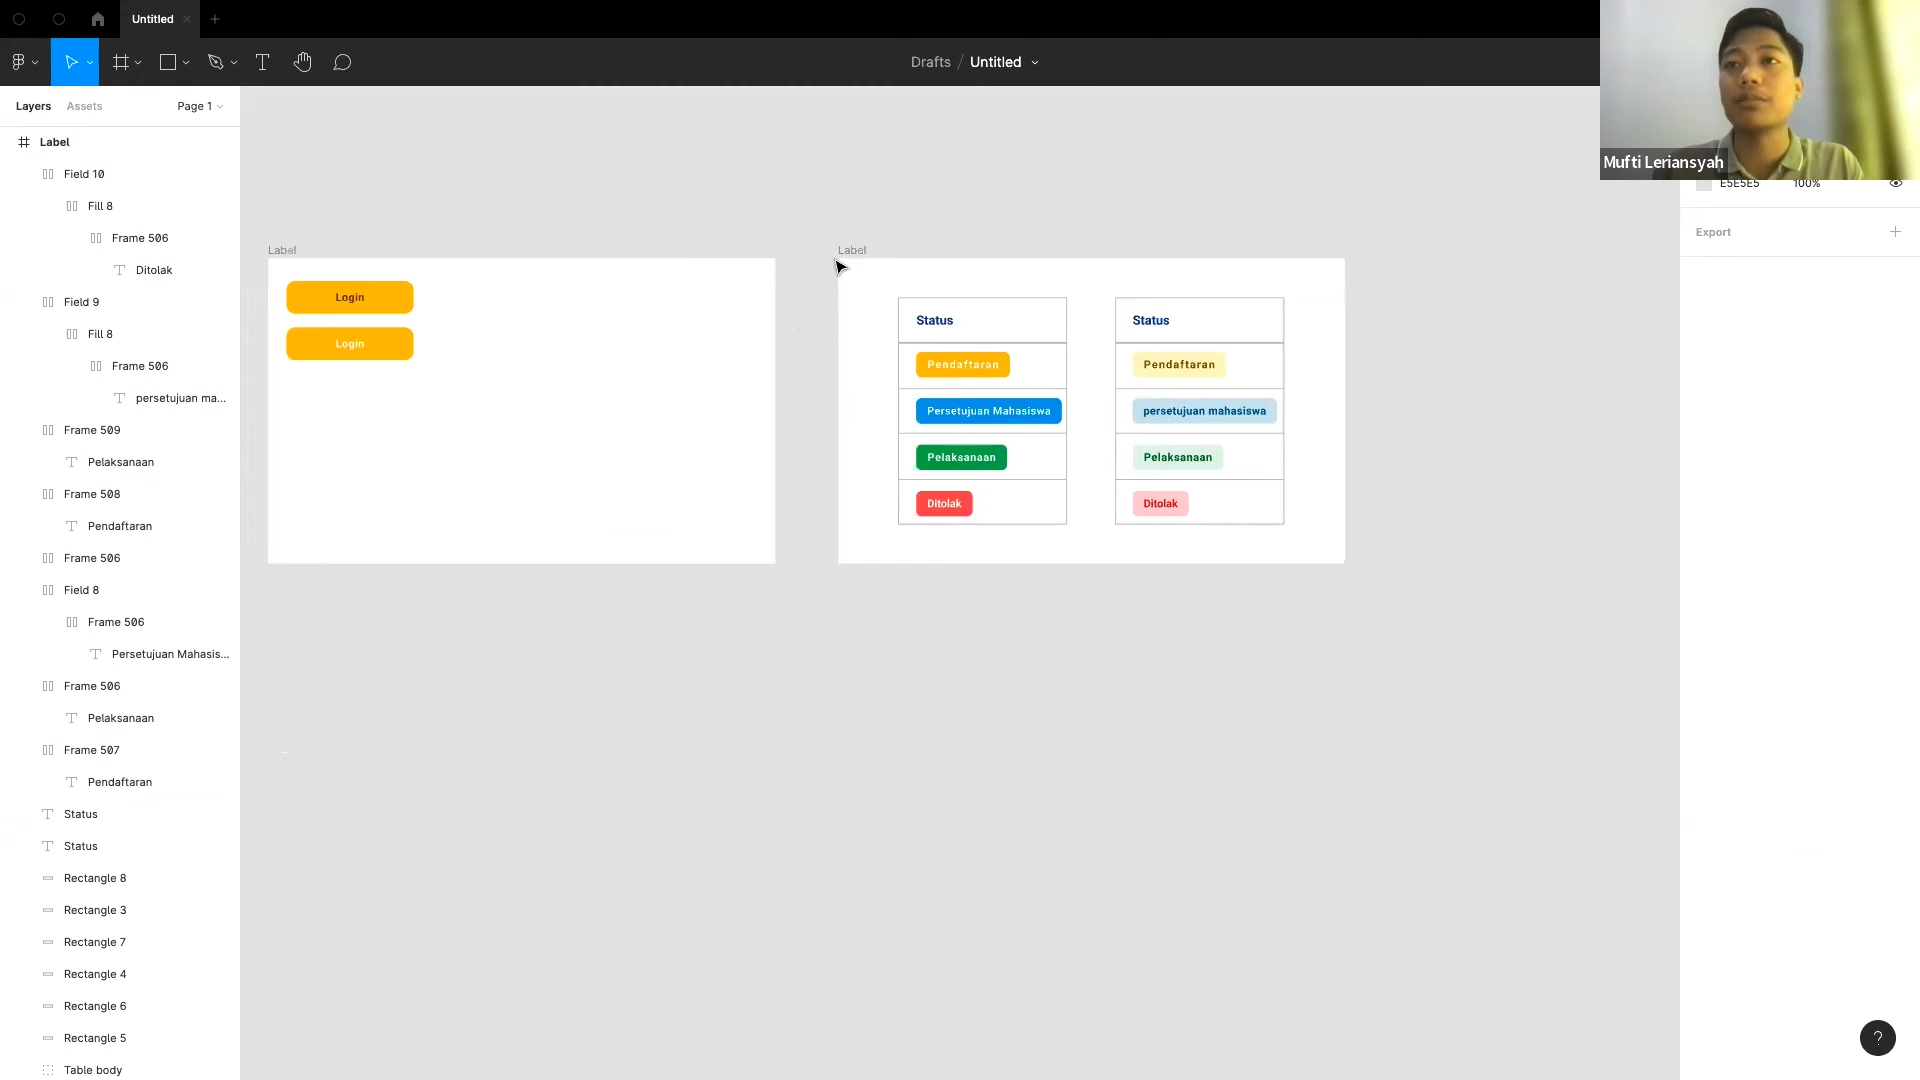 Untitled
Drafts / Untitled
Mufti Leriansyah
Layers Assets Page 1
E5E5E5 100%
Export
Label
Field 10
Fill 8
Frame 506
Ditolak
Field 9
Fill 8
Frame 506
persetujuan ma...
Frame 509
Pelaksanaan
Frame 508
Pendaftaran
Frame 506
Field 8
Frame 506
Persetujuan Mahasis...
Frame 506
Pelaksanaan
Frame 507
Pendaftaran
Status
Status
Rectangle 8
Rectangle 3
Rectangle 7
Rectangle 4
Rectangle 6
Rectangle 5
Table body
Label
Login
Login
Label
Status
Pendaftaran
Persetujuan Mahasiswa
Pelaksanaan
Ditolak
Status
Pendaftaran
persetujuan mahasiswa
Pelaksanaan
Ditolak
?